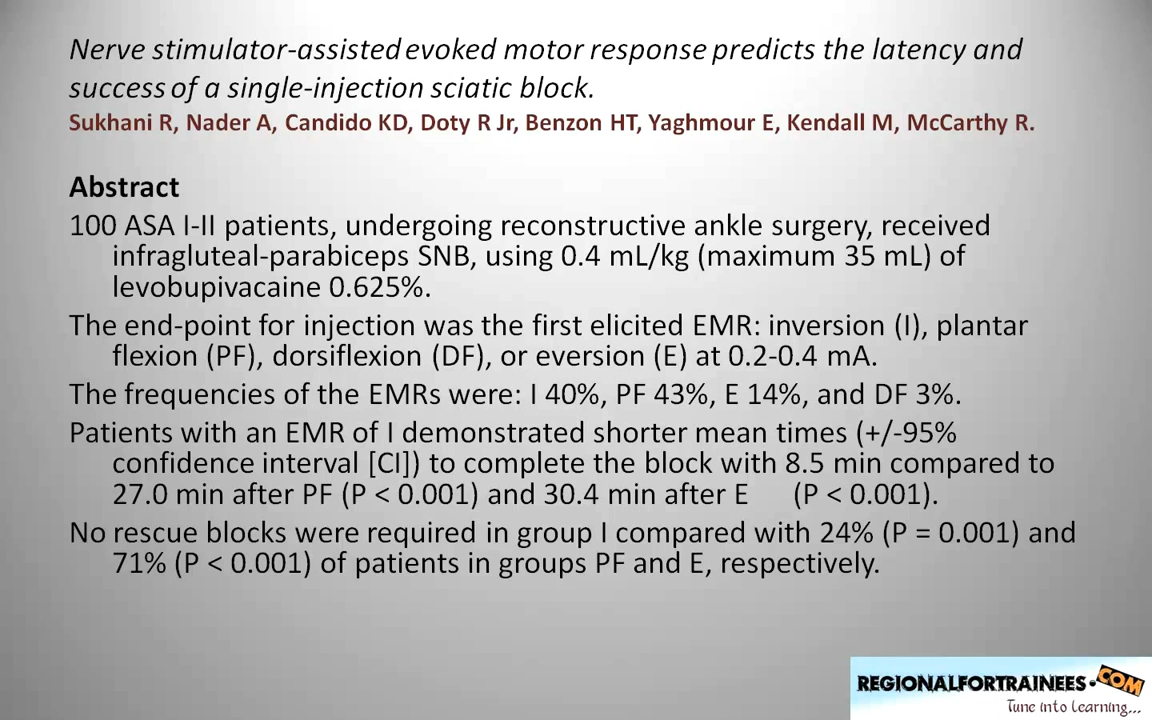 Nerve stimulator-assisted evoked motor response predicts the latency and
success of a single-injection sciatic block.
Sukhani R, Nader A, Candido KD, Doty R Jr, Benzon HT, Yaghmour E, Kendall M, McCarthy R.
Abstract
100 ASA I-II patients, undergoing reconstructive ankle surgery, received
infragluteal-parabiceps SNB, using 0.4 mL/kg (maximum 35 mL) of
levobupivacaine 0.625%.
The end-point for injection was the first elicited EMR: inversion (I), plantar
flexion (PF), dorsiflexion (DF), or eversion (E) at 0.2-0.4 mA.
The frequencies of the EMRs were: I 40%, PF 43%, E 14%, and DF 3%.
Patients with an EMR of I demonstrated shorter mean times (+/-95%
confidence interval [CI]) to complete the block with 8.5 min compared to
27.0 min after PF (P < 0.001) and 30.4 min after E (P < 0.001).
No rescue blocks were required in group I compared with 24% (P = 0.001) and
71% (P < 0.001) of patients in groups PF and E, respectively.
REGIONALFORTRAINEES.COM
Tune into Learning...